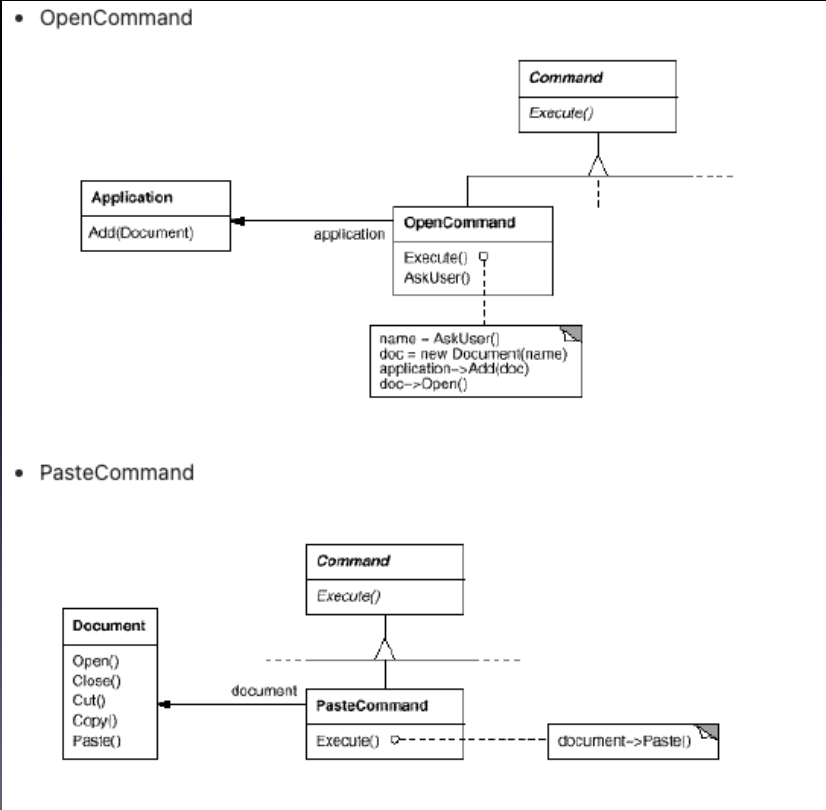 • OpenCommand
Command
Execute()
Application
Add(Document)
application
OpenCommand
Execute()
AskUser()
name = AskUser()
doc = new Document(name)
application->Add(doc)
doc->Open()
• PasteCommand
Command
Execute()
Document
Open()
Close()
Cut()
Copy()
Paste()
document
PasteCommand
Execute()
document->Paste()